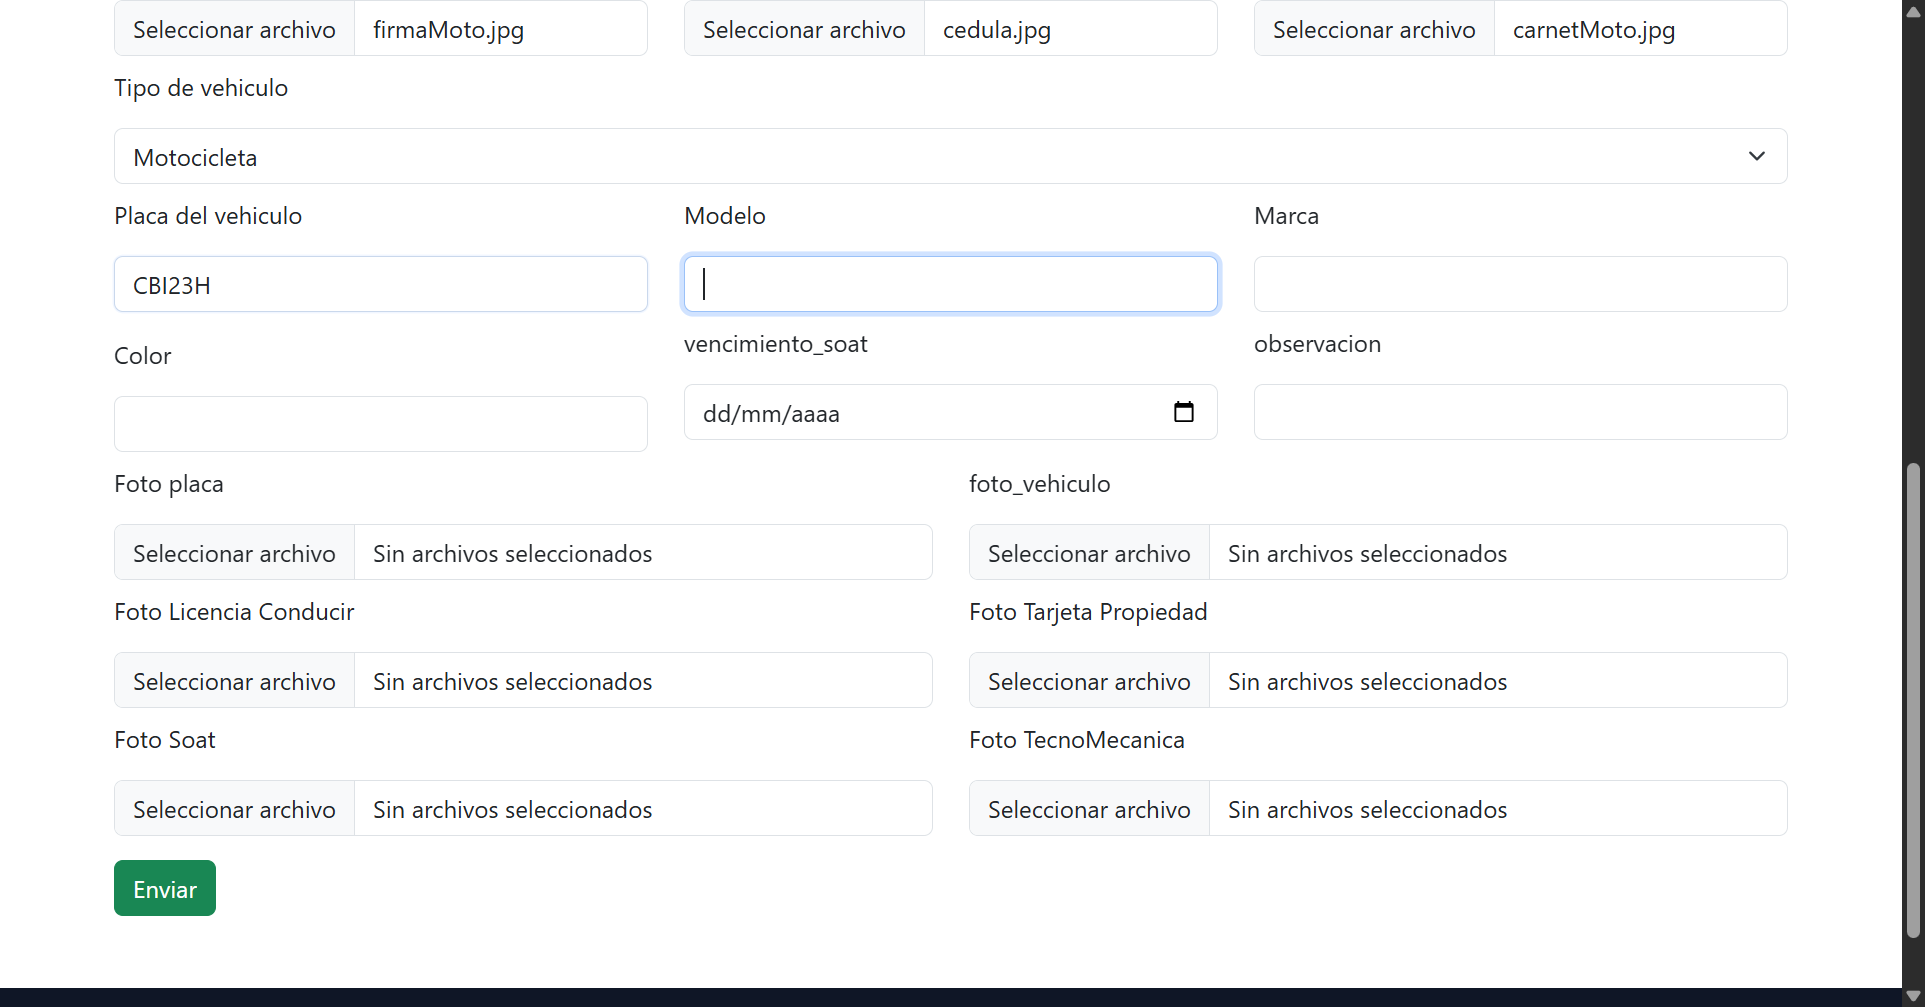 Seleccionar archivo firmaMoto.jpg Seleccionar archivo cedula.jpg Seleccionar archivo carnetMoto.jpg
Tipo de vehiculo
Motocicleta
Placa del vehiculo Modelo Marca
CBI23H
Color vencimiento_soat observacion
dd/mm/aaaa
Foto placa foto_vehiculo
Seleccionar archivo Sin archivos seleccionados Seleccionar archivo Sin archivos seleccionados
Foto Licencia Conducir Foto Tarjeta Propiedad
Seleccionar archivo Sin archivos seleccionados Seleccionar archivo Sin archivos seleccionados
Foto Soat Foto TecnoMecanica
Seleccionar archivo Sin archivos seleccionados Seleccionar archivo Sin archivos seleccionados
Enviar